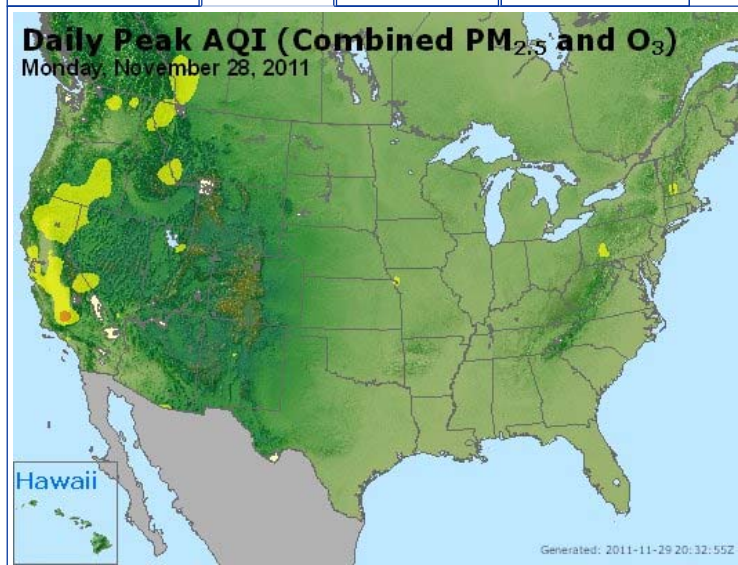 Daily Peak AQI (Combined PM2.5 and O3)
Monday, November 28, 2011
Hawaii
Generated: 2011-11-29 20:32:55Z